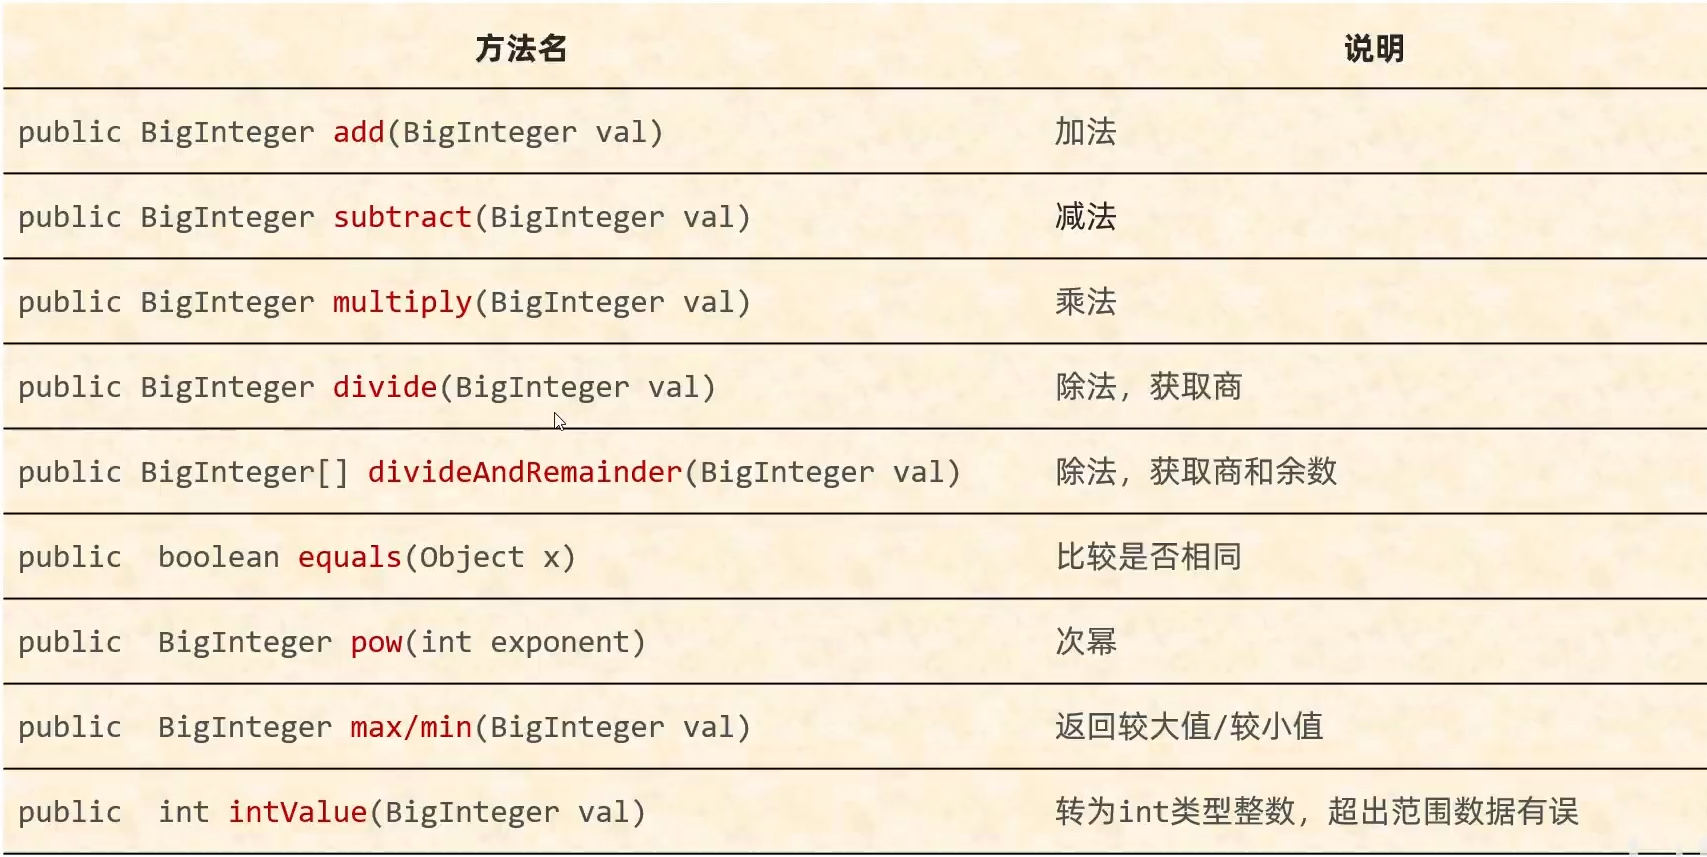 方法名 说明
public BigInteger add(BigInteger val) 加法
public BigInteger subtract(BigInteger val) 减法
public BigInteger multiply(BigInteger val) 乘法
public BigInteger divide(BigInteger val) 除法，获取商
public BigInteger[] divideAndRemainder(BigInteger val) 除法，获取商和余数
public  boolean equals(Object x) 比较是否相同
public  BigInteger pow(int exponent) 次幂
public  BigInteger max/min(BigInteger val) 返回较大值/较小值
public  int intValue(BigInteger val) 转为int类型整数，超出范围数据有误